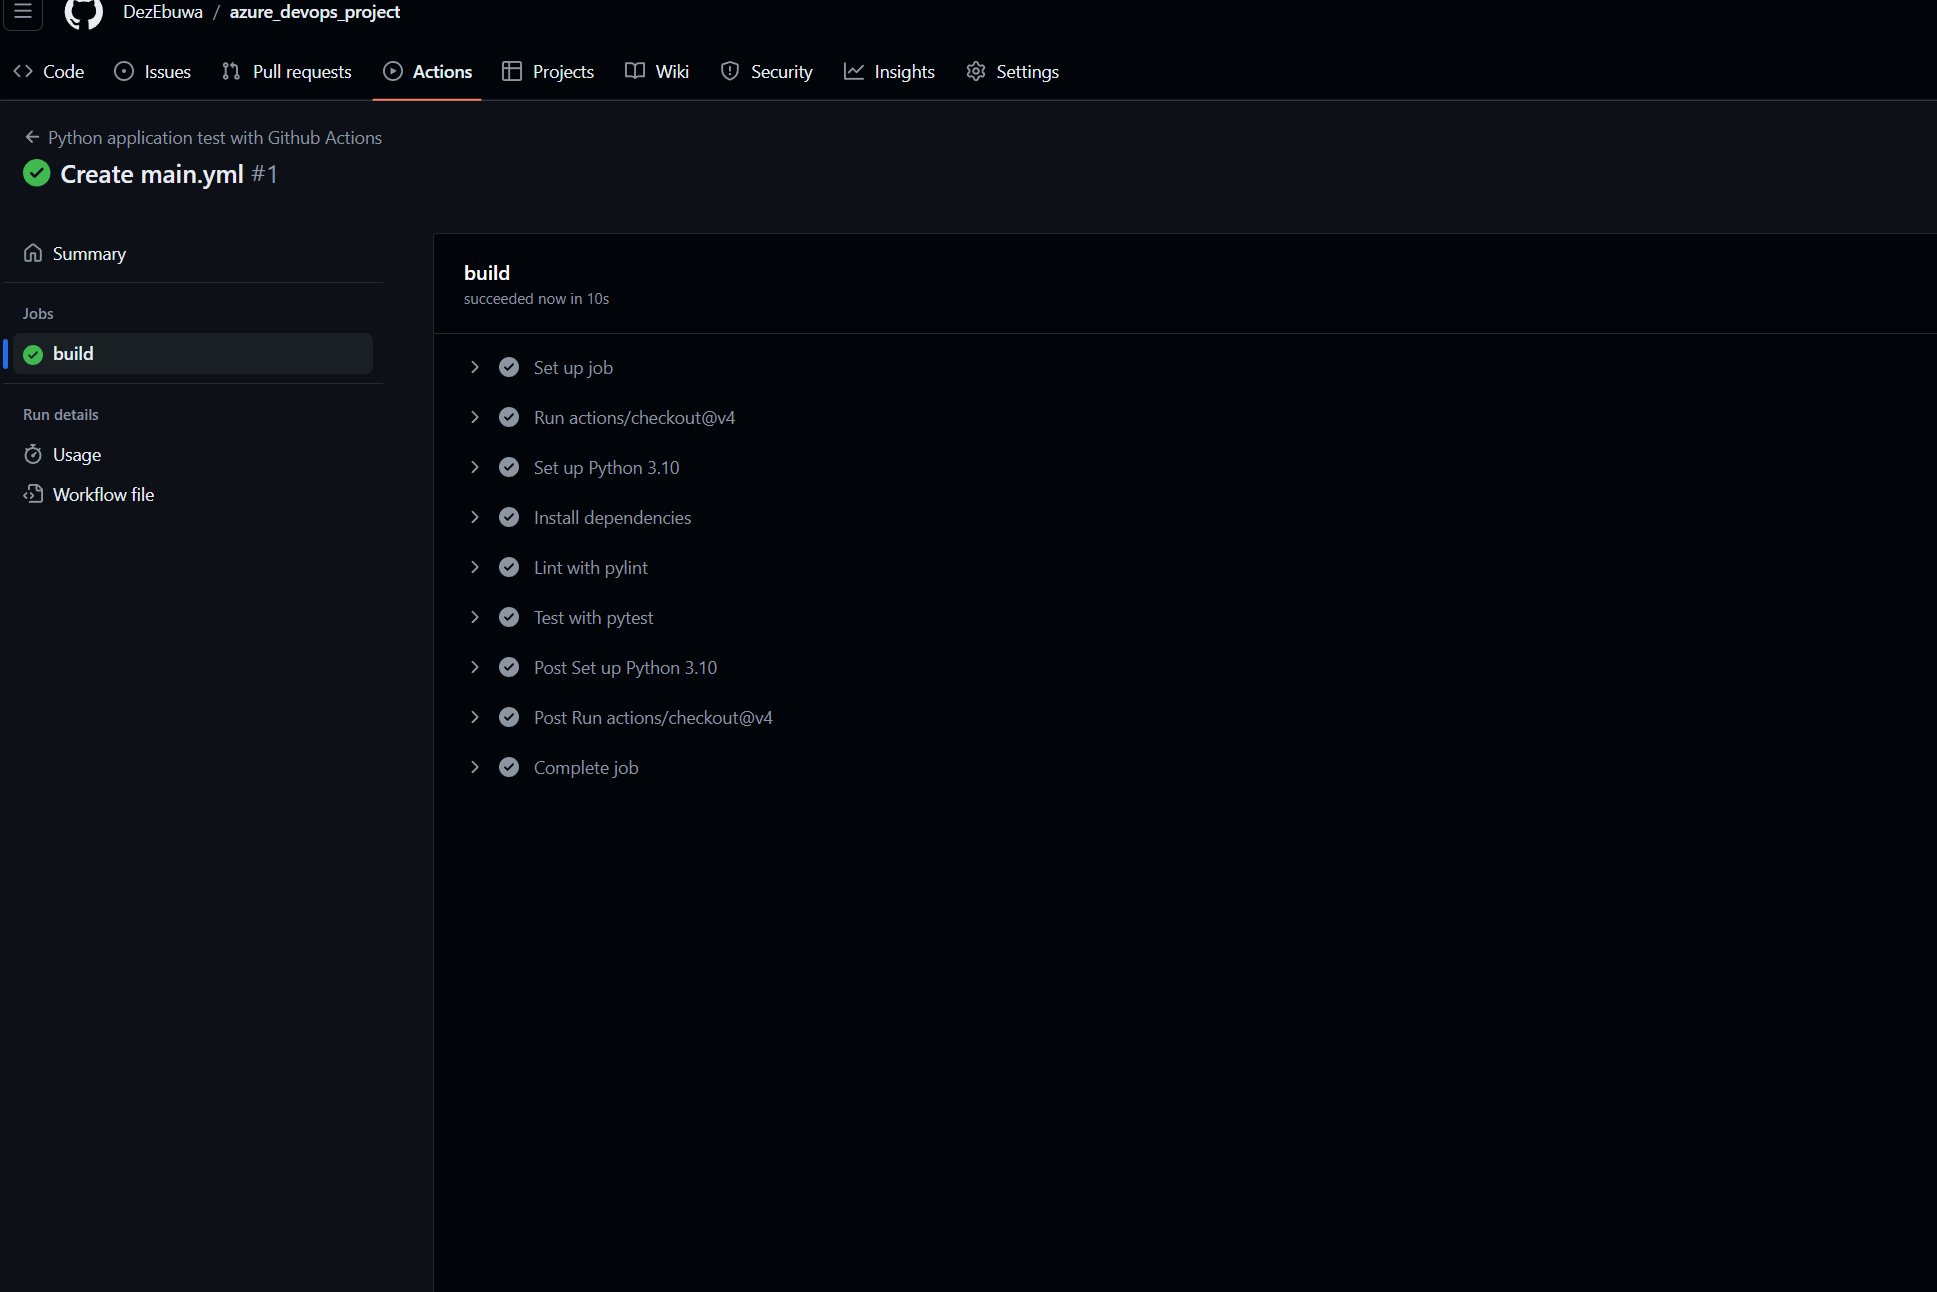 DezEbuwa / azure_devops_project
Code Issues Pull requests Actions Projects Wiki Security Insights Settings
Python application test with Github Actions
Create main.yml #1
Summary
Jobs
build
Run details
Usage
Workflow file
build
succeeded now in 10s
Set up job
Run actions/checkout@v4
Set up Python 3.10
Install dependencies
Lint with pylint
Test with pytest
Post Set up Python 3.10
Post Run actions/checkout@v4
Complete job